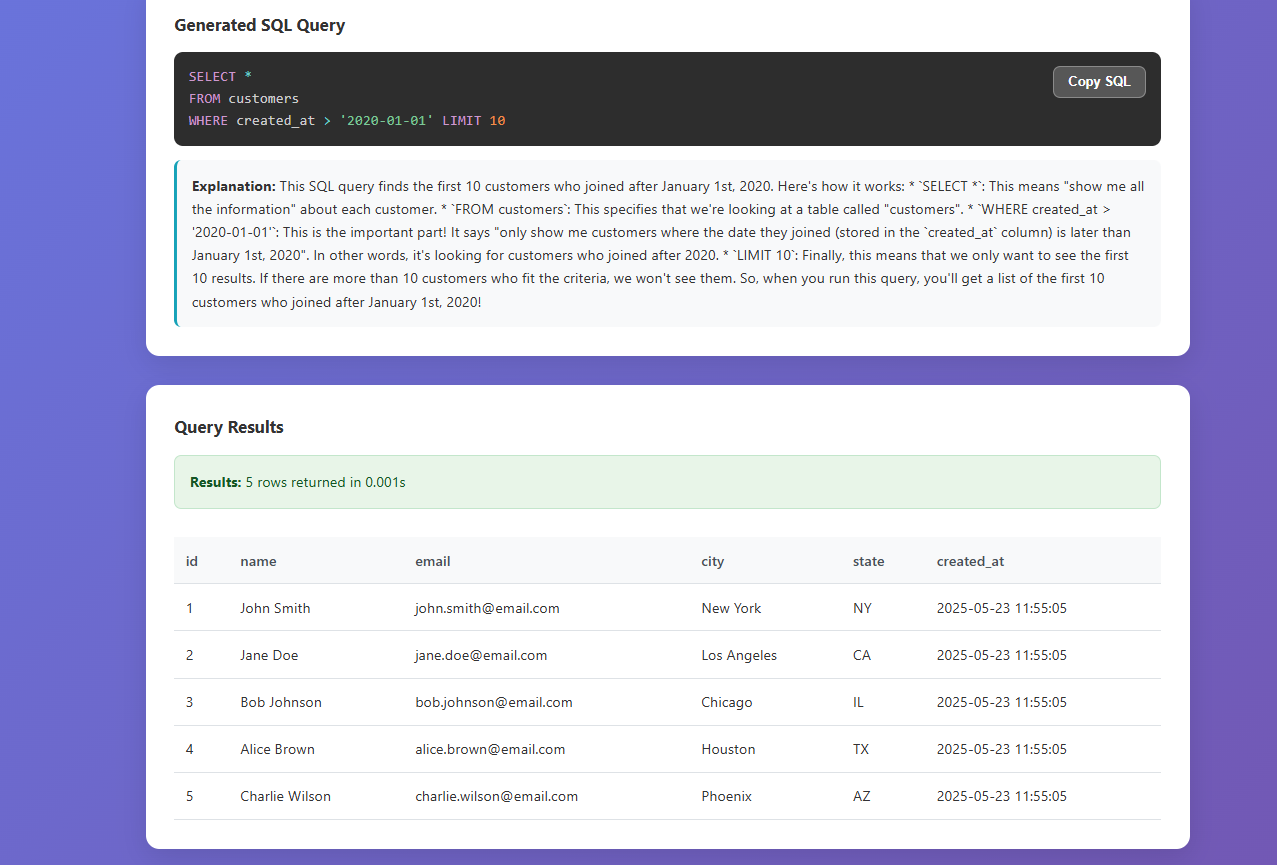 Generated SQL Query
SELECT *
Copy SQL
FROM customers
WHERE created_at > '2020-01-01' LIMIT 10
Explanation: This SQL query finds the first 10 customers who joined after January 1st, 2020. Here's how it works: * `SELECT *`: This means "show me all
the information" about each customer. * `FROM customers`: This specifies that we're looking at a table called "customers". * `WHERE created_at >
'2020-01-01'`: This is the important part! It says "only show me customers where the date they joined (stored in the `created_at` column) is later than
January 1st, 2020". In other words, it's looking for customers who joined after 2020. * `LIMIT 10`: Finally, this means that we only want to see the first
10 results. If there are more than 10 customers who fit the criteria, we won't see them. So, when you run this query, you'll get a list of the first 10
customers who joined after January 1st, 2020!
Query Results
Results: 5 rows returned in 0.001s
id name email city state created_at
1 John Smith john.smith@email.com New York NY 2025-05-23 11:55:05
2 Jane Doe jane.doe@email.com Los Angeles CA 2025-05-23 11:55:05
3 Bob Johnson bob.johnson@email.com Chicago IL 2025-05-23 11:55:05
4 Alice Brown alice.brown@email.com Houston TX 2025-05-23 11:55:05
5 Charlie Wilson charlie.wilson@email.com Phoenix AZ 2025-05-23 11:55:05